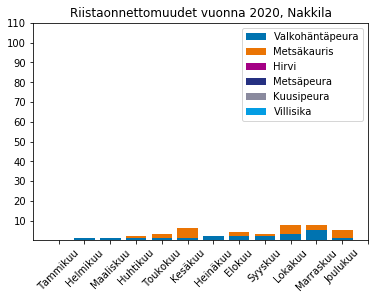 Riistaonnettomuudet vuonna 2020, Nakkila
110
100
90
80
70
60
50
40
30
20
10
Valkohäntäpeura
Metsäkauris
Hirvi
Metsäpeura
Kuusipeura
Villisika
Tammikuu
Helmikuu
Maaliskuu
Huhtikuu
Toukokuu
Kesäkuu
Heinäkuu
Elokuu
Syyskuu
Lokakuu
Marraskuu
Joulukuu